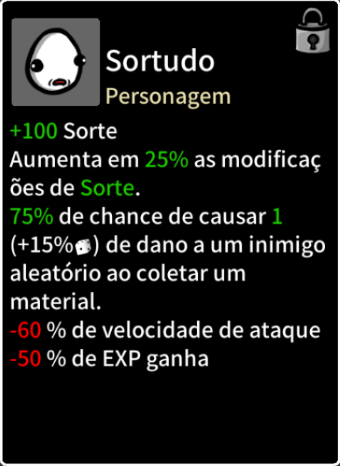 Sortudo
Personagem
+100 Sorte
Aumenta em 25% as modificaç
ões de Sorte.
75% de chance de causar 1
(+15%) de dano a um inimigo
aleatório ao coletar um
material.
-60 % de velocidade de ataque
-50 % de EXP ganha